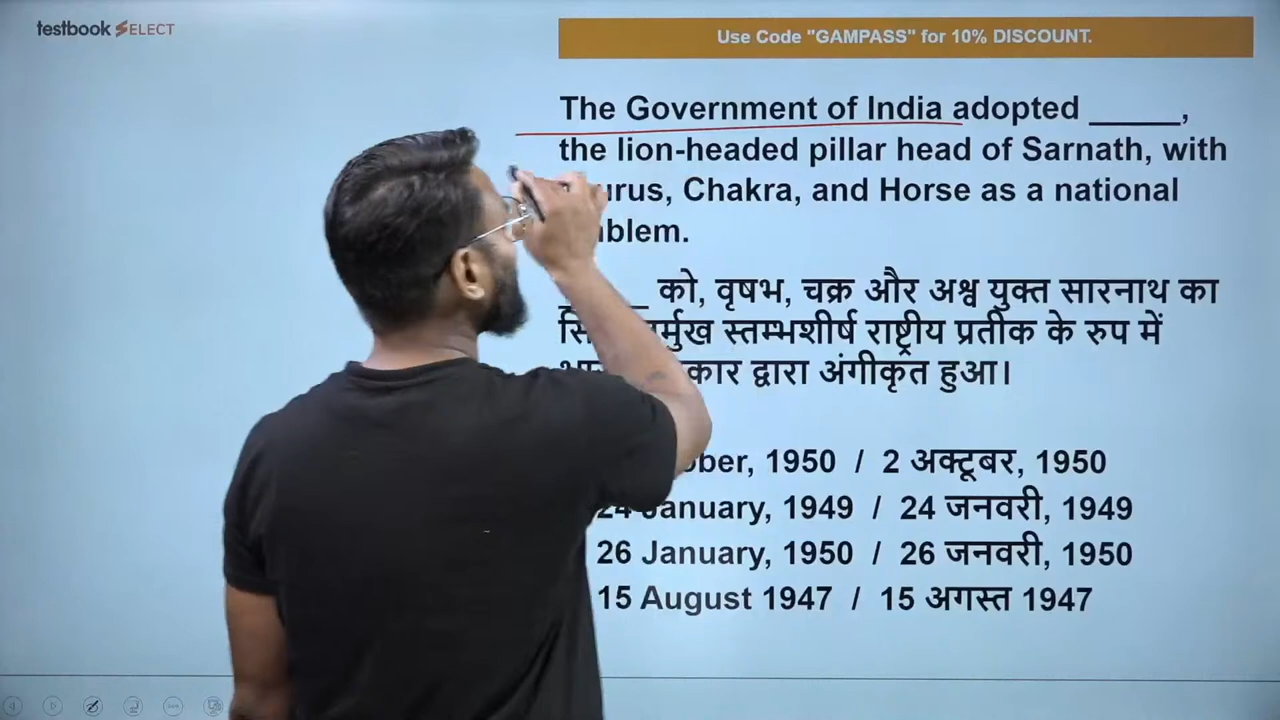 testbook SELECT
Use Code "GAMPASS" for 10% DISCOUNT.
The Government of India adopted _____,
the lion-headed pillar head of Sarnath, with
urus, Chakra, and Horse as a national
blem.
_____ को, वृषभ, चक्र और अश्व युक्त सारनाथ का
स्तम्भशीर्ष राष्ट्रीय प्रतीक के रुप में
द्वारा अंगीकृत हुआ।
ober, 1950 / 2 अक्टूबर, 1950
24 January, 1949 / 24 जनवरी, 1949
26 January, 1950 / 26 जनवरी, 1950
15 August 1947 / 15 अगस्त 1947